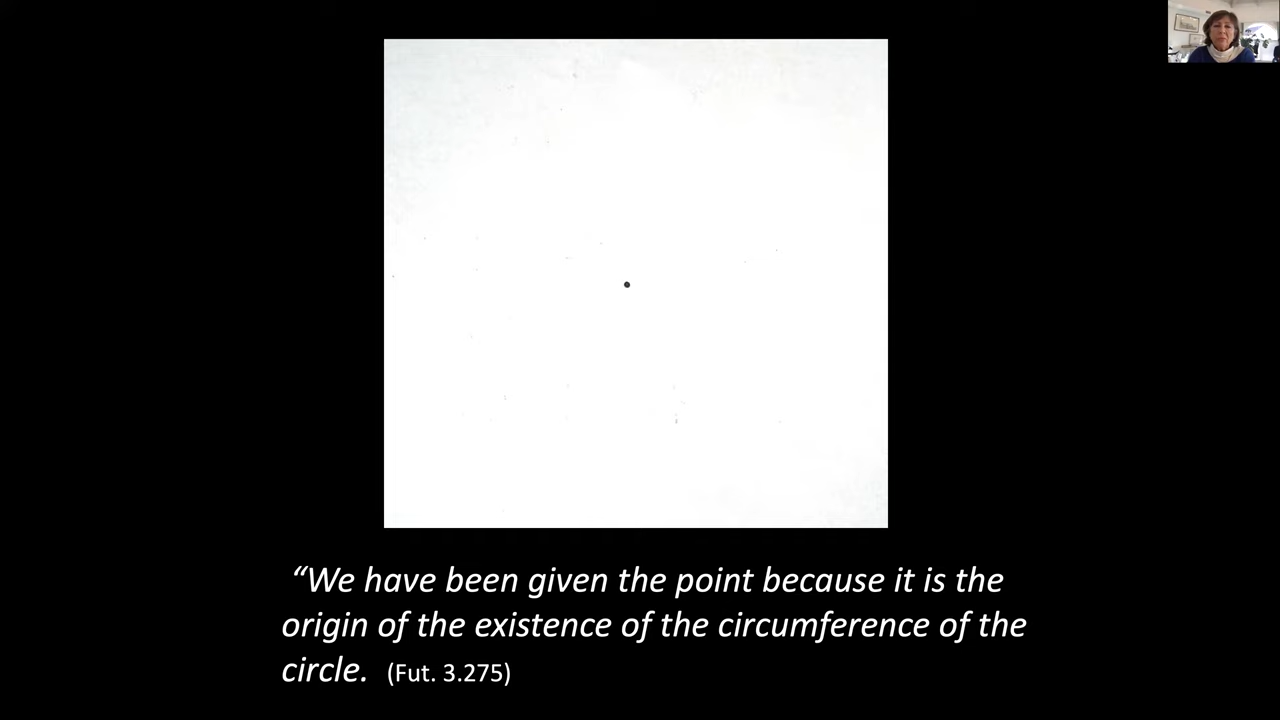 “We have been given the point because it is the
origin of the existence of the circumference of the
circle. (Fut. 3.275)